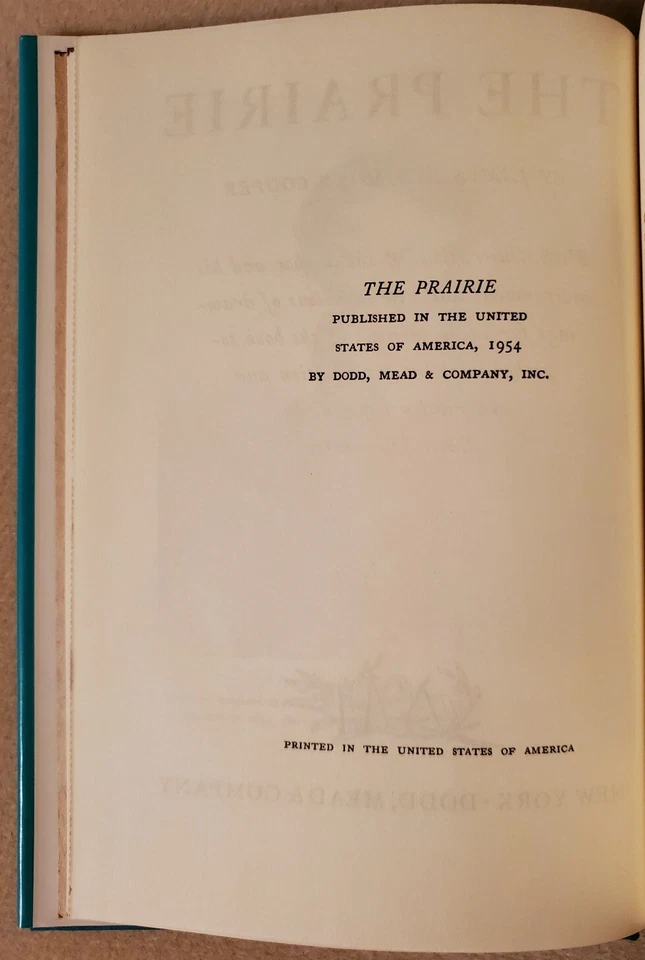 THE PRAIRIE
PUBLISHED IN THE UNITED
STATES OF AMERICA, 1954
BY DODD, MEAD & COMPANY, INC.
PRINTED IN THE UNITED STATES OF AMERICA